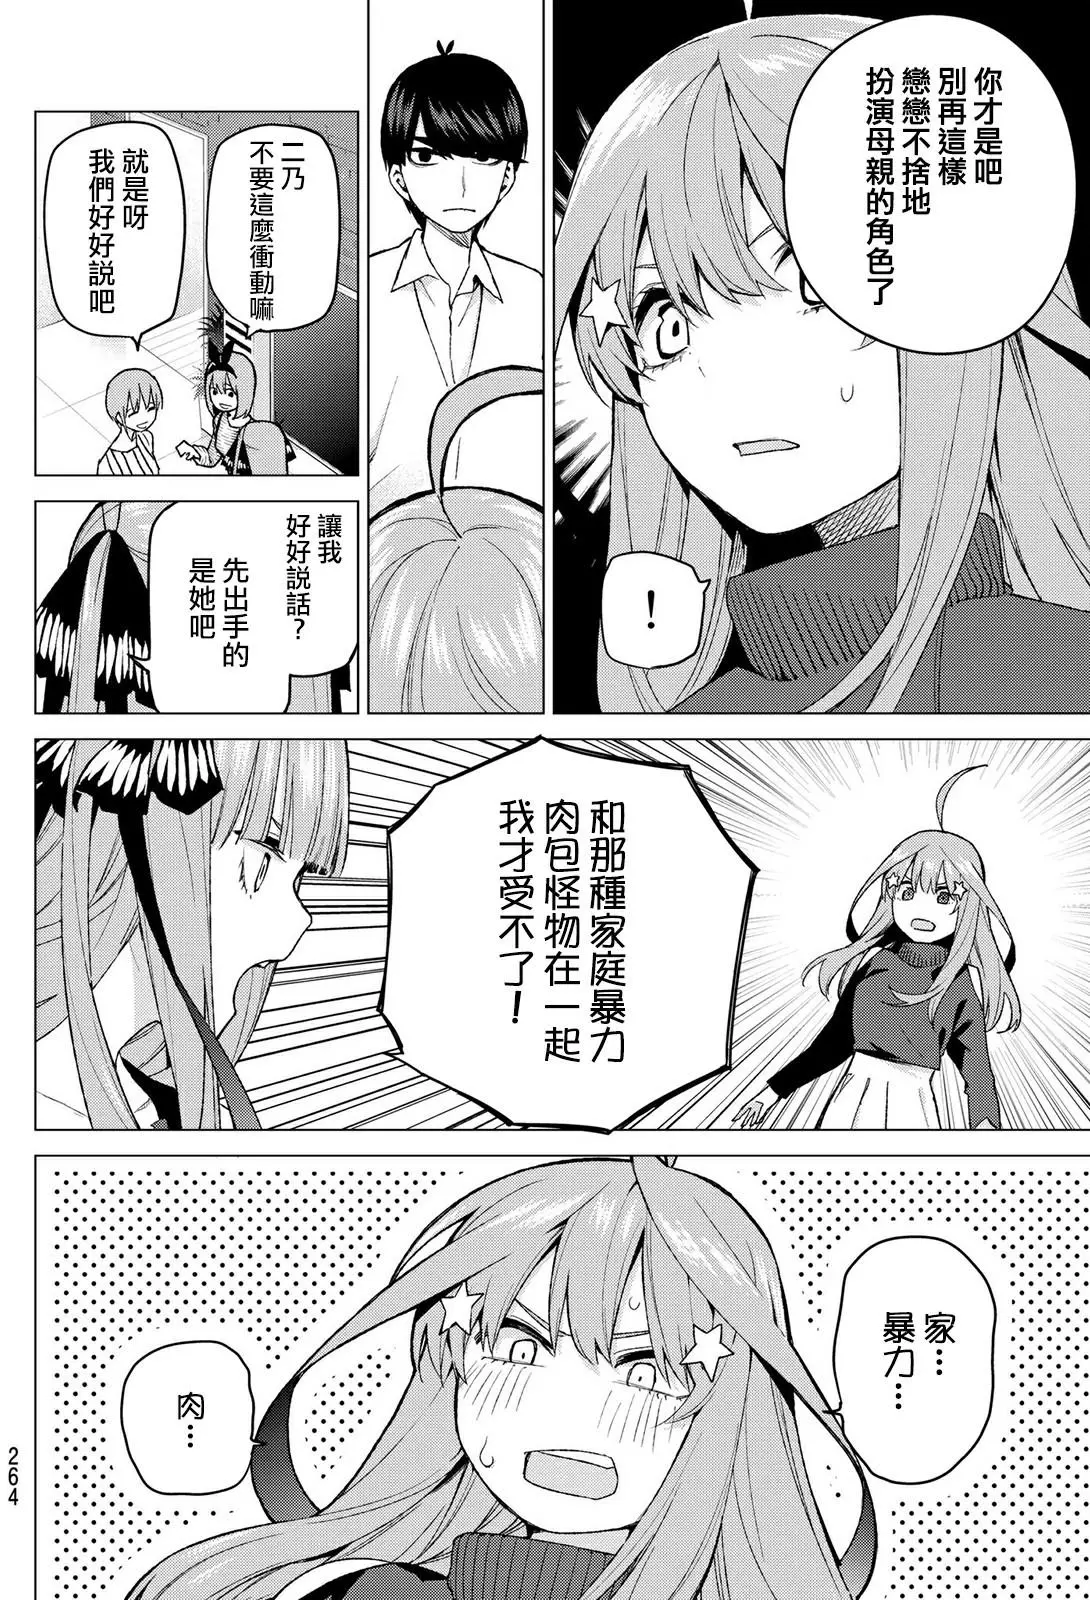 你才是吧
別再這樣
戀戀不捨地
扮演母親的角色了
！
二乃
不要這麼衝動嘛
就是呀
我們好好說吧
讓我
好好説話？
先出手的
是她吧
和那種家庭暴力
肉包怪物在一起
我才受不了！
家…
暴力…
肉…
264